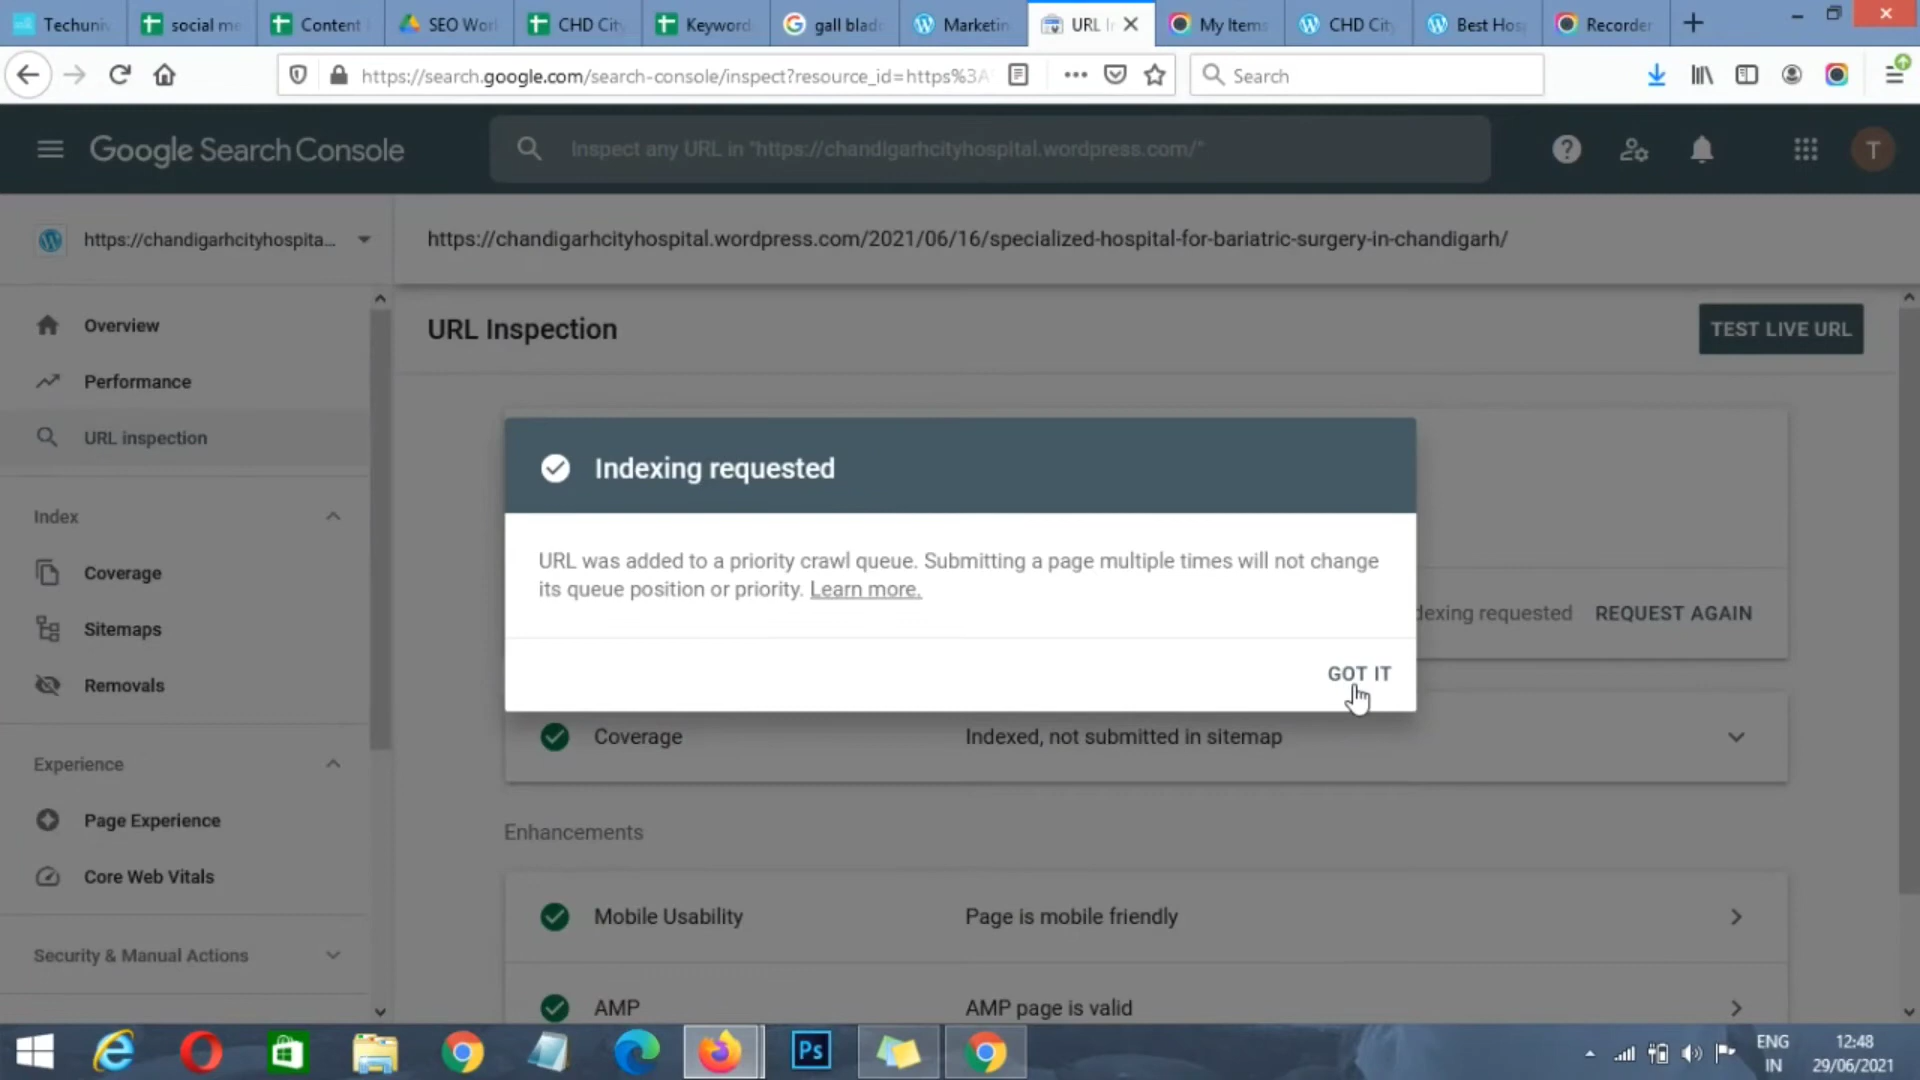 Techuni
social me
Content
SEO Wor
CHD City
Keyword
gall blad
Marketin
URL I
My Items
CHD City
Best Hos
Recorder
https://search.google.com/search-console/inspect?resource_id=https%3A
Search
Google Search Console
Inspect any URL in "https://chandigarhcityhospital.wordpress.com/"
T
https://chandigarhcityhospita...
https://chandigarhcityhospital.wordpress.com/2021/06/16/specialized-hospital-for-bariatric-surgery-in-chandigarh/
Overview
Performance
URL inspection
Index
Coverage
Sitemaps
Removals
Experience
Page Experience
Core Web Vitals
Security & Manual Actions
URL Inspection
TEST LIVE URL
Indexing requested
URL was added to a priority crawl queue. Submitting a page multiple times will not change
its queue position or priority. Learn more.
GOT IT
dexing requested
REQUEST AGAIN
Coverage
Indexed, not submitted in sitemap
Enhancements
Mobile Usability
Page is mobile friendly
AMP
AMP page is valid
Ps
ENG
IN
12:48
29/06/2021